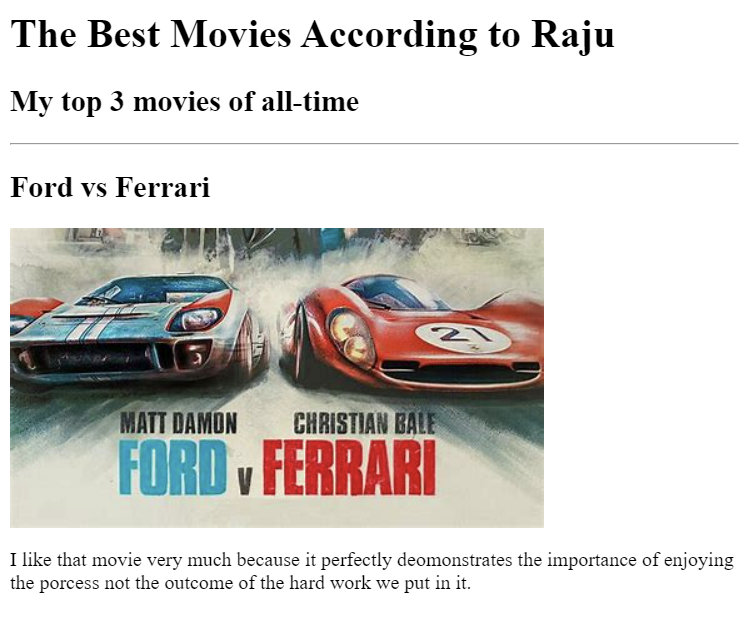 The Best Movies According to Raju
My top 3 movies of all-time
Ford vs Ferrari
21
MATT DAMON CHRISTIAN BALE
FORD v FERRARI
I like that movie very much because it perfectly deomonstrates the importance of enjoying
the porcess not the outcome of the hard work we put in it.